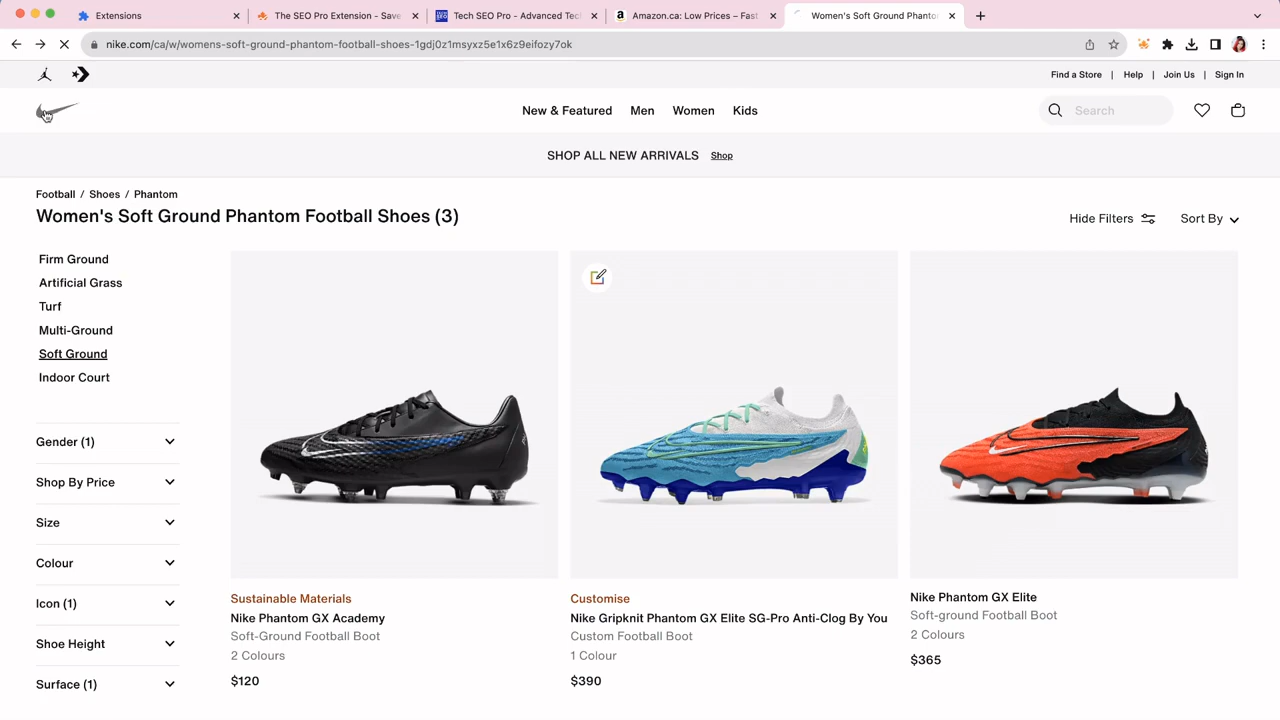 Extensions
The SEO Pro Extension - Save
Tech SEO Pro - Advanced Tec
Amazon.ca: Low Prices – Fast
Women's Soft Ground Phanto
nike.com/ca/w/womens-soft-ground-phantom-football-shoes-1gdj0z1msyxz5e1x6z9eifozy7ok
Find a Store | Help | Join Us | Sign In
New & Featured Men Women Kids
Search
SHOP ALL NEW ARRIVALS Shop
Football / Shoes / Phantom
Women's Soft Ground Phantom Football Shoes (3)
Hide Filters
Sort By
Firm Ground
Artificial Grass
Turf
Multi-Ground
Soft Ground
Indoor Court
Gender (1)
Shop By Price
Size
Colour
Icon (1)
Shoe Height
Surface (1)
Sustainable Materials
Nike Phantom GX Academy
Soft-Ground Football Boot
2 Colours
$120
Customise
Nike Gripknit Phantom GX Elite SG-Pro Anti-Clog By You
Custom Football Boot
1 Colour
$390
Nike Phantom GX Elite
Soft-ground Football Boot
2 Colours
$365